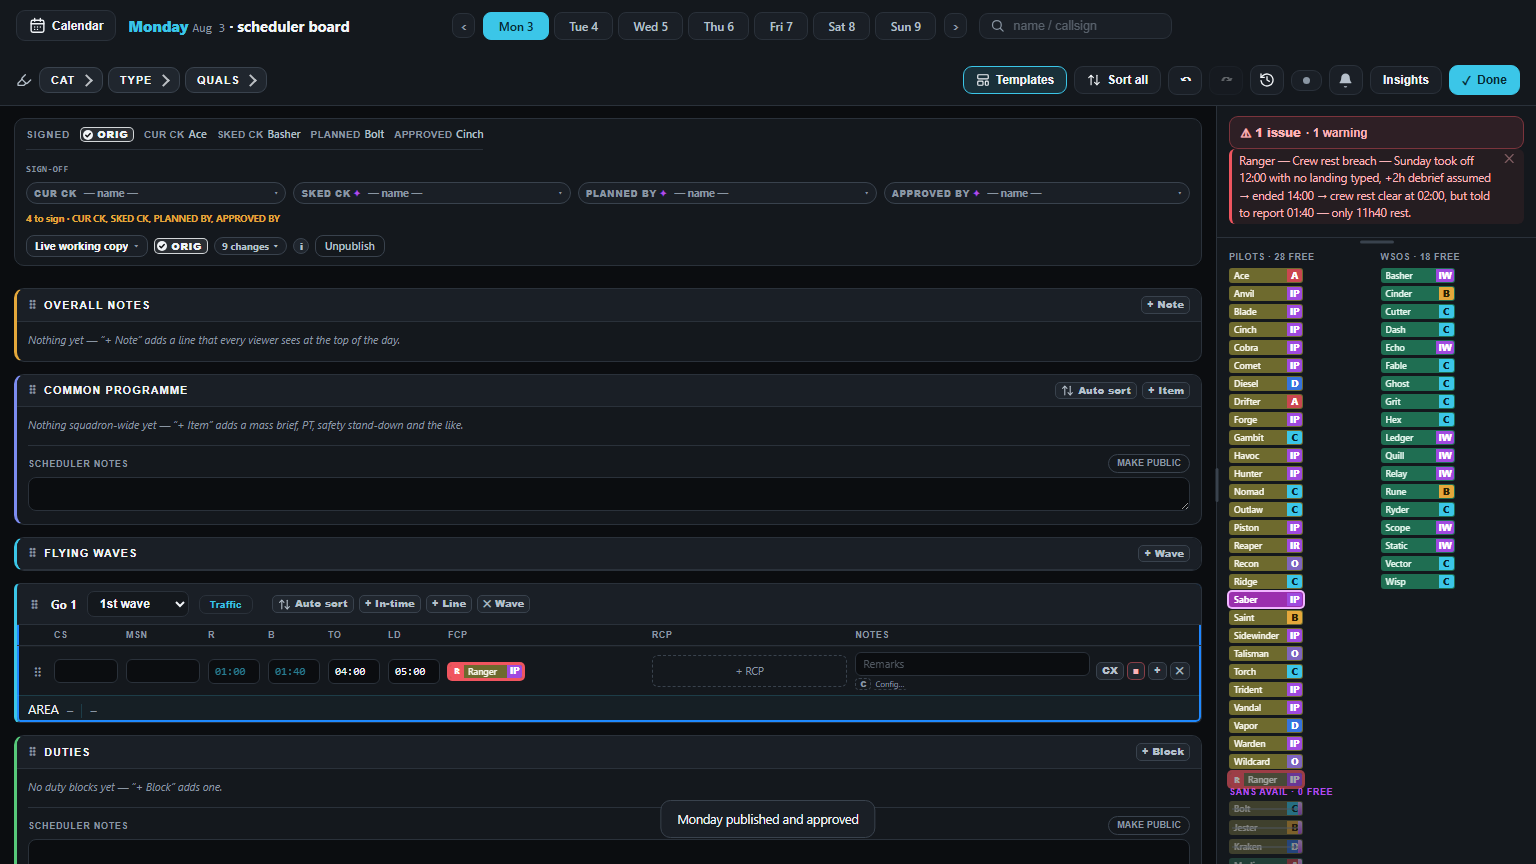 Calendar
Monday Aug 3 · scheduler board
‹ Mon 3 Tue 4 Wed 5 Thu 6 Fri 7 Sat 8 Sun 9 ›
name / callsign
CAT TYPE QUALS
Templates Sort all Insights ✓ Done
SIGNED ORIG CUR CK Ace SKED CK Basher PLANNED Bolt APPROVED Cinch
SIGN-OFF
CUR CK — name — SKED CK — name — PLANNED BY — name — APPROVED BY — name —
4 to sign · CUR CK, SKED CK, PLANNED BY, APPROVED BY
Live working copy ORIG 9 changes i Unpublish
OVERALL NOTES + Note
Nothing yet — "+ Note" adds a line that every viewer sees at the top of the day.
COMMON PROGRAMME Auto sort + Item
Nothing squadron-wide yet — "+ Item" adds a mass brief, PT, safety stand-down and the like.
SCHEDULER NOTES MAKE PUBLIC
FLYING WAVES + Wave
Go 1 1st wave Traffic Auto sort + In-time + Line ✕ Wave
CS MSN R B TO LD FCP RCP NOTES
01:00 01:40 04:00 05:00 R Ranger IP + RCP Remarks CX + ✕
C Config...
AREA – –
DUTIES + Block
No duty blocks yet — "+ Block" adds one.
SCHEDULER NOTES MAKE PUBLIC
Monday published and approved
⚠ 1 issue · 1 warning
Ranger — Crew rest breach — Sunday took off
12:00 with no landing typed, +2h debrief assumed
→ ended 14:00 → crew rest clear at 02:00, but told
to report 01:40 — only 11h40 rest.
PILOTS · 28 FREE
Ace A
Anvil IP
Blade IP
Cinch IP
Cobra IP
Comet IP
Diesel D
Drifter A
Forge IP
Gambit C
Havoc IP
Hunter IP
Nomad C
Outlaw C
Piston IP
Reaper IR
Recon O
Ridge C
Saber IP
Saint B
Sidewinder IP
Talisman O
Torch C
Trident IP
Vandal IP
Vapor D
Warden IP
Wildcard O
R Ranger IP
SANS AVAIL · 0 FREE
Bolt C
Jester B
Kraken D
WSOS · 18 FREE
Basher IW
Cinder B
Cutter C
Dash C
Echo IW
Fable C
Ghost C
Grit C
Hex C
Ledger IW
Quill IW
Relay IW
Rune B
Ryder C
Scope IW
Static IW
Vector C
Wisp C